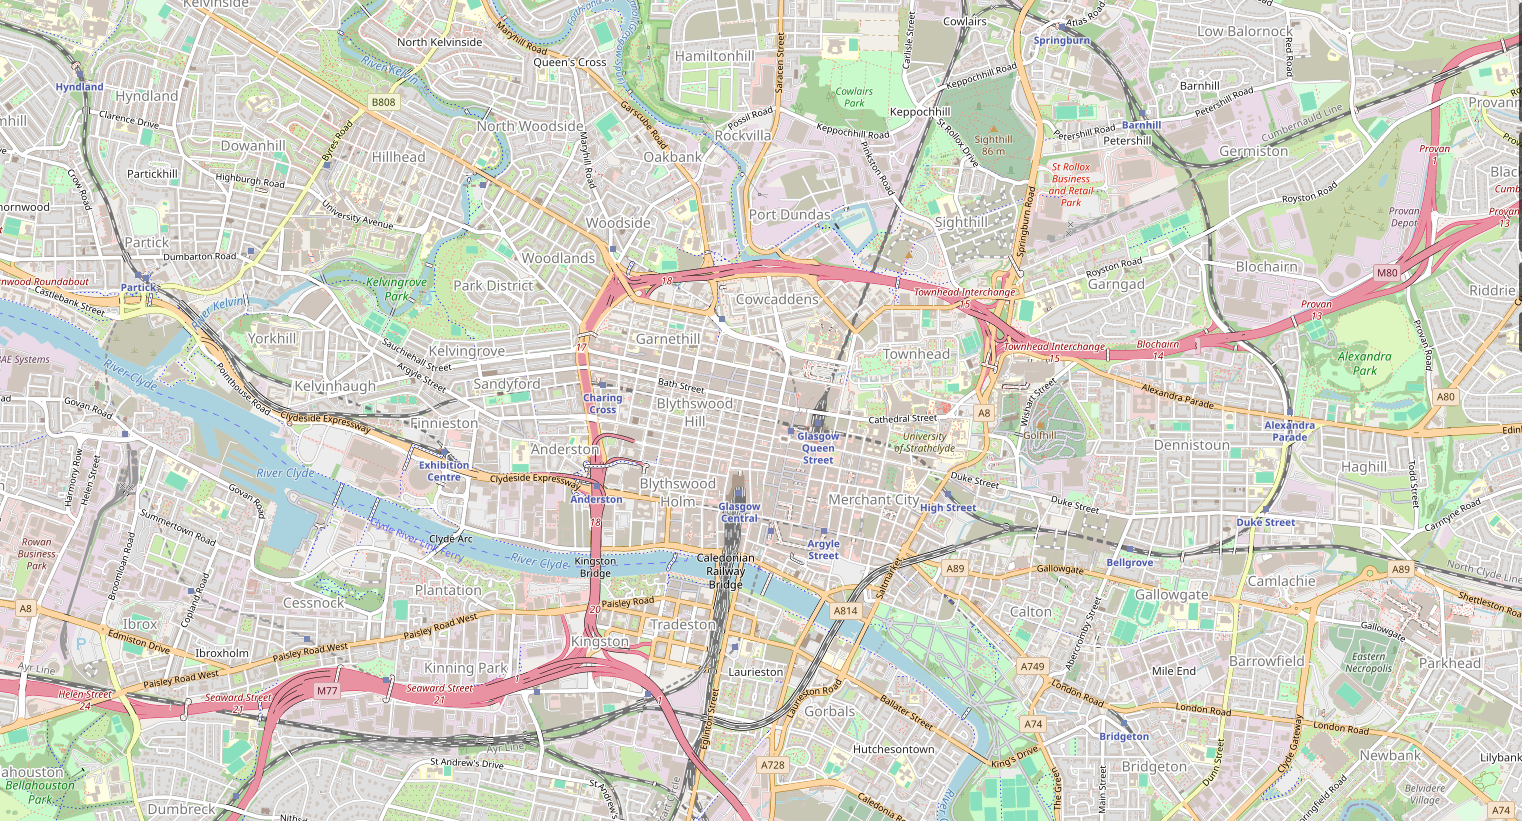 Kelvinside
Cowlairs
Atlas Road
Maryhill Road
North Kelvinside
Carlisle Street
Springburn
Low Balornock
Red Road
Queen's Cross
Hamiltonhill
Saracen Street
River Kelvin
Keppochhill Road
Hyndland
Hyndland
B808
Cowlairs
Park
Barnhill
Petershill Road
Provanmill
Clarence Drive
Garscube Road
Possil Road
Keppochhill
St Rollox Drive
Barnhill
Cumbernauld Line
North Woodside
Rockvilla
Keppochhill Road
Petershill Road
Petershill
Sighthill
86 m
Dowanhill
Byres Road
Hillhead
Maryhill Road
Oakbank
Pinkston Road
Germiston
Provan
1
Partickhill
Crow Road
Highburgh Road
St Rollox
Business
and Retail
Park
Royston Road
University Avenue
Woodside
Port Dundas
Sighthill
Springburn Road
Provan
Depot
Provan
13
Partick
Dumbarton Road
Woodlands
Royston Road
Blochairn
M80
Partick
Castlebank Street
River Kelvin
Kelvingrove
Park
Park District
18
Cowcaddens
Townhead Interchange
15
Garngad
Riddrie
Provan
13
Yorkhill
Sauchiehall Street
Kelvingrove
17
Garnethill
Townhead
Townhead Interchange
15
Blochairn
14
Alexandra
Park
Provan Road
BAE Systems
River Clyde
Pointhouse Road
Kelvinhaugh
Argyle Street
Sandyford
Bath Street
Alexandra Parade
A80
Govan Road
Clydeside Expressway
Finnieston
Charing
Cross
Blythswood
Hill
Cathedral Street
A8
Wishart Street
Golfhill
Alexandra
Parade
Glasgow
Queen
Street
University
of Strathclyde
Dennistoun
Haghill
Todd Street
Harmony Row
Helen Street
River Clyde
Exhibition
Centre
Anderston
Clydeside Expressway
Blythswood
Holm
Duke Street
Govan Road
Anderston
Glasgow
Central
Merchant City
High Street
Duke Street
Duke Street
Carntyne Road
Summertown Road
Clyde River Link Ferry
18
Clyde Arc
Argyle
Street
Rowan
Business
Park
River Clyde
Kingston
Bridge
Caledonian
Railway
Bridge
Saltmarket
A89
Gallowgate
Bellgrove
Camlachie
A89
North Clyde Line
Broomloan Road
Copland Road
Cessnock
Plantation
Gallowgate
Shettleston Road
A8
20
Paisley Road
A814
Calton
Abercromby Street
Gallowgate
Ibrox
Edmiston Drive
Paisley Road West
Tradeston
Kingston
P
Ibroxholm
Paisley Road West
Ayr Line
Paisley Road West
Kinning Park
Laurieston
A749
Mile End
Barrowfield
Eastern
Necropolis
Parkhead
Helen Street
24
Seaward Street
21
M77
Seaward Street
21
Laurieston Road
Gorbals
Ballater Street
London Road
London Road
London Road
Eglinton Street
A74
Bridgeton
Clyde Gateway
Ayr Line
St Andrew's Drive
A728
Hutchesontown
King's Drive
Bridgeton
Dunn Street
Newbank
Bellahouston
Park
Dumbreck
Caledonia Road
The Green
Main Street
Belvidere
Village
A74